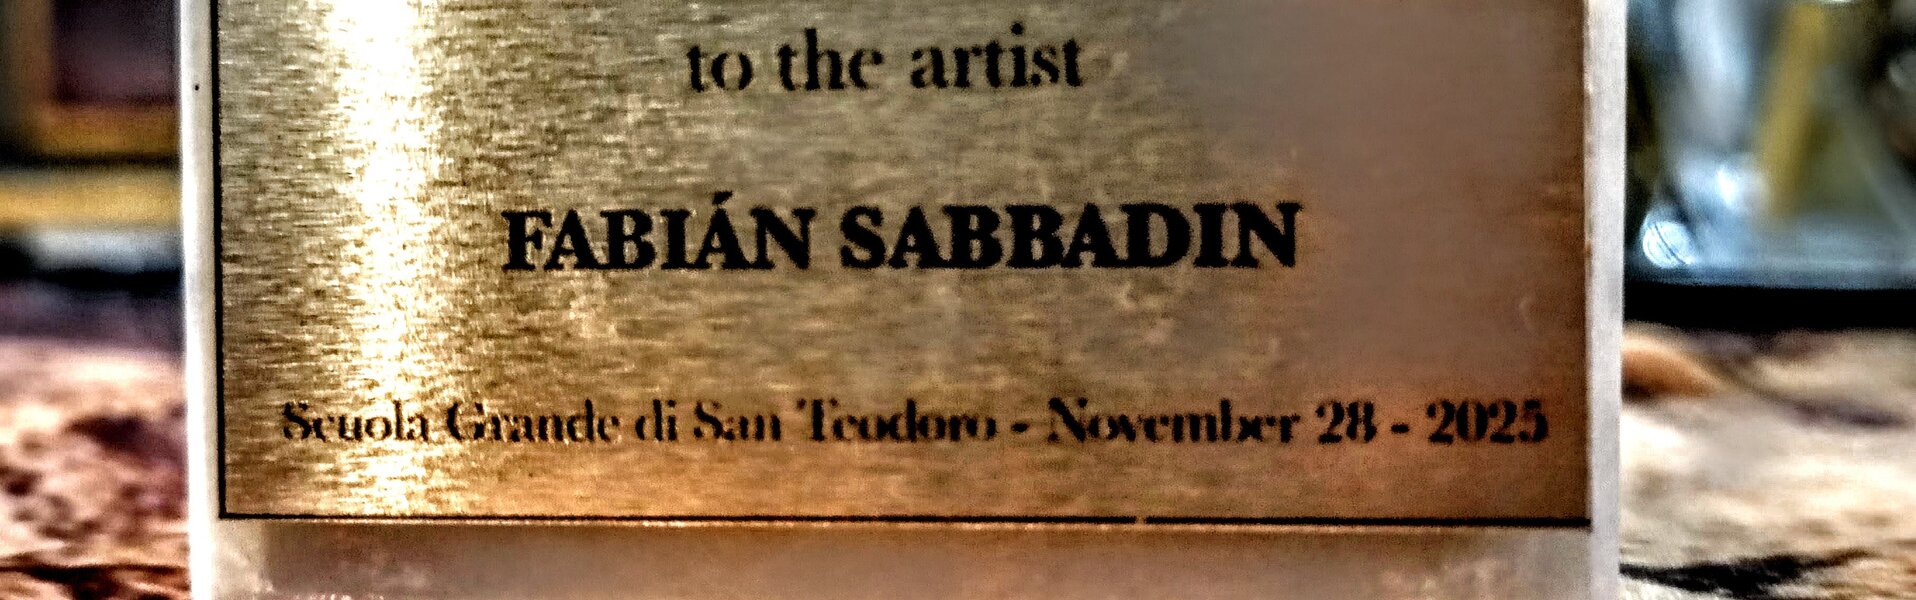 to the artist
FABIÁN SABBADIN
Scuola Grande di San Teodoro - November 28 - 2025